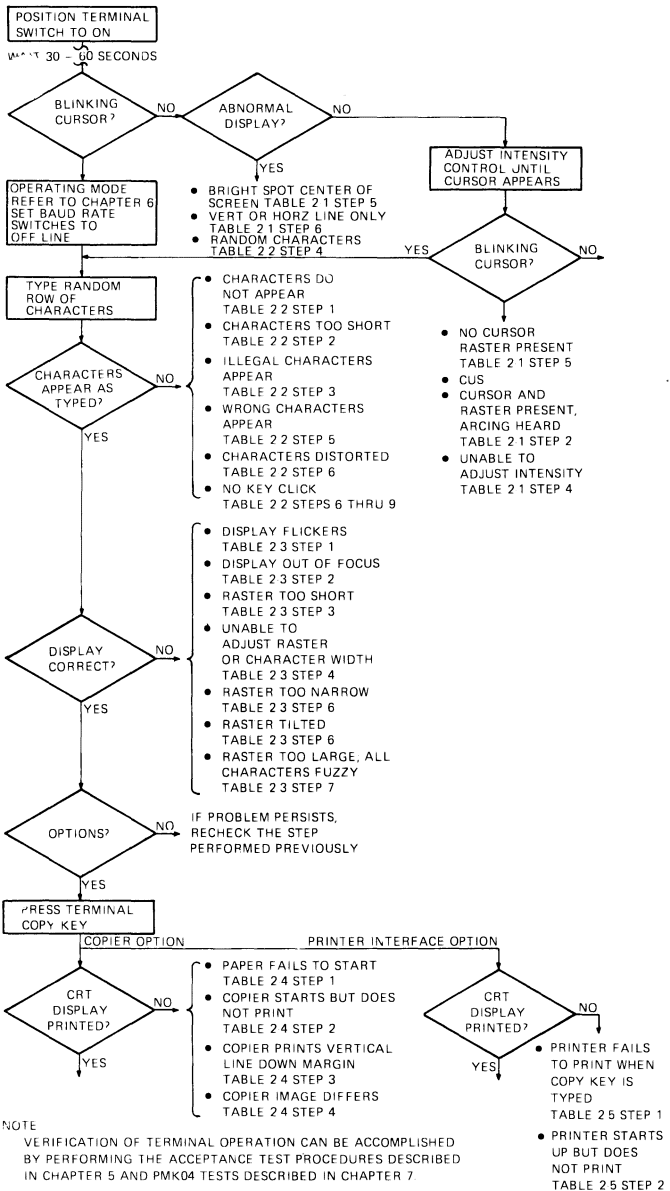 POSITION TERMINAL
SWITCH TO ON
30 – 60 SECONDS
BLINKING
CURSOR?
NO
ABNORMAL
DISPLAY?
NO
YES
ADJUST INTENSITY
CONTROL UNTIL
CURSOR APPEARS
OPERATING MODE
REFER TO CHAPTER 6
SET BAUD RATE
SWITCHES TO
OFF LINE
• BRIGHT SPOT CENTER OF
SCREEN TABLE 2 1 STEP 5
• VERT OR HORZ LINE ONLY
TABLE 2 1 STEP 6
• RANDOM CHARACTERS
TABLE 2 2 STEP 4
YES
BLINKING
CURSOR?
NO
TYPE RANDOM
ROW OF
CHARACTERS
• CHARACTERS DO
NOT APPEAR
TABLE 2 2 STEP 1
• CHARACTERS TOO SHORT
TABLE 2 2 STEP 2
• ILLEGAL CHARACTERS
APPEAR
TABLE 2 2 STEP 3
• WRONG CHARACTERS
APPEAR
TABLE 2 2 STEP 5
• CHARACTERS DISTORTED
TABLE 2 2 STEP 6
• NO KEY CLICK
TABLE 2 2 STEPS 6 THRU 9
• NO CURSOR
RASTER PRESENT
TABLE 2 1 STEP 5
• CUS
• CURSOR AND
RASTER PRESENT,
ARCING HEARD
TABLE 2-1 STEP 2
• UNABLE TO
ADJUST INTENSITY
TABLE 2 1 STEP 4
CHARACTERS
APPEAR AS
TYPED?
NO
YES
• DISPLAY FLICKERS
TABLE 2 3 STEP 1
• DISPLAY OUT OF FOCUS
TABLE 2-3 STEP 2
• RASTER TOO SHORT
TABLE 2 3 STEP 3
• UNABLE TO
ADJUST RASTER
OR CHARACTER WIDTH
TABLE 2 3 STEP 4
• RASTER TOO NARROW
TABLE 2 3 STEP 6
• RASTER TILTED
TABLE 2 3 STEP 6
• RASTER TOO LARGE, ALL
CHARACTERS FUZZY
TABLE 2 3 STEP 7
DISPLAY
CORRECT?
NO
YES
OPTIONS?
NO
IF PROBLEM PERSISTS,
RECHECK THE STEP
PERFORMED PREVIOUSLY
YES
PRESS TERMINAL
COPY KEY
COPIER OPTION
PRINTER INTERFACE OPTION
CRT
DISPLAY
PRINTED?
NO
YES
• PAPER FAILS TO START
TABLE 2 4 STEP 1
• COPIER STARTS BUT DOES
NOT PRINT
TABLE 2 4 STEP 2
• COPIER PRINTS VERTICAL
LINE DOWN MARGIN
TABLE 2 4 STEP 3
• COPIER IMAGE DIFFERS
TABLE 2 4 STEP 4
CRT
DISPLAY
PRINTED?
NO
YES
• PRINTER FAILS
TO PRINT WHEN
COPY KEY IS
TYPED
TABLE 2 5 STEP 1
• PRINTER STARTS
UP BUT DOES
NOT PRINT
TABLE 2 5 STEP 2
NOTE
VERIFICATION OF TERMINAL OPERATION CAN BE ACCOMPLISHED
BY PERFORMING THE ACCEPTANCE TEST PROCEDURES DESCRIBED
IN CHAPTER 5 AND PMK04 TESTS DESCRIBED IN CHAPTER 7